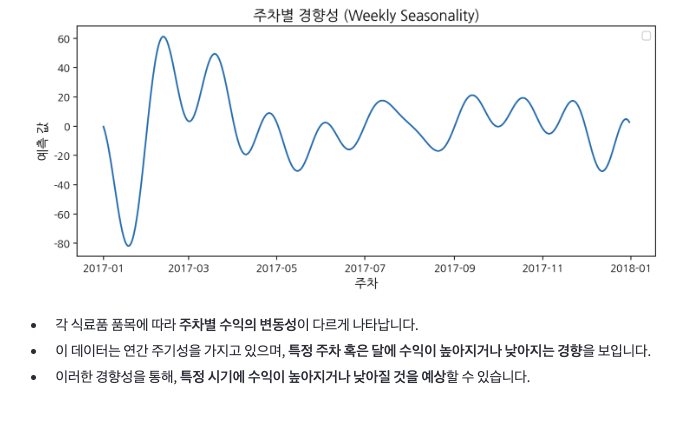 주차별 경향성 (Weekly Seasonality)
60
40
20
0
-20
-40
-60
-80
예측 값
2017-01 2017-03 2017-05 2017-07 2017-09 2017-11 2018-01
주차
• 각 식료품 품목에 따라 주차별 수익의 변동성이 다르게 나타납니다.
• 이 데이터는 연간 주기성을 가지고 있으며, 특정 주차 혹은 달에 수익이 높아지거나 낮아지는 경향을 보입니다.
• 이러한 경향성을 통해, 특정 시기에 수익이 높아지거나 낮아질 것을 예상할 수 있습니다.